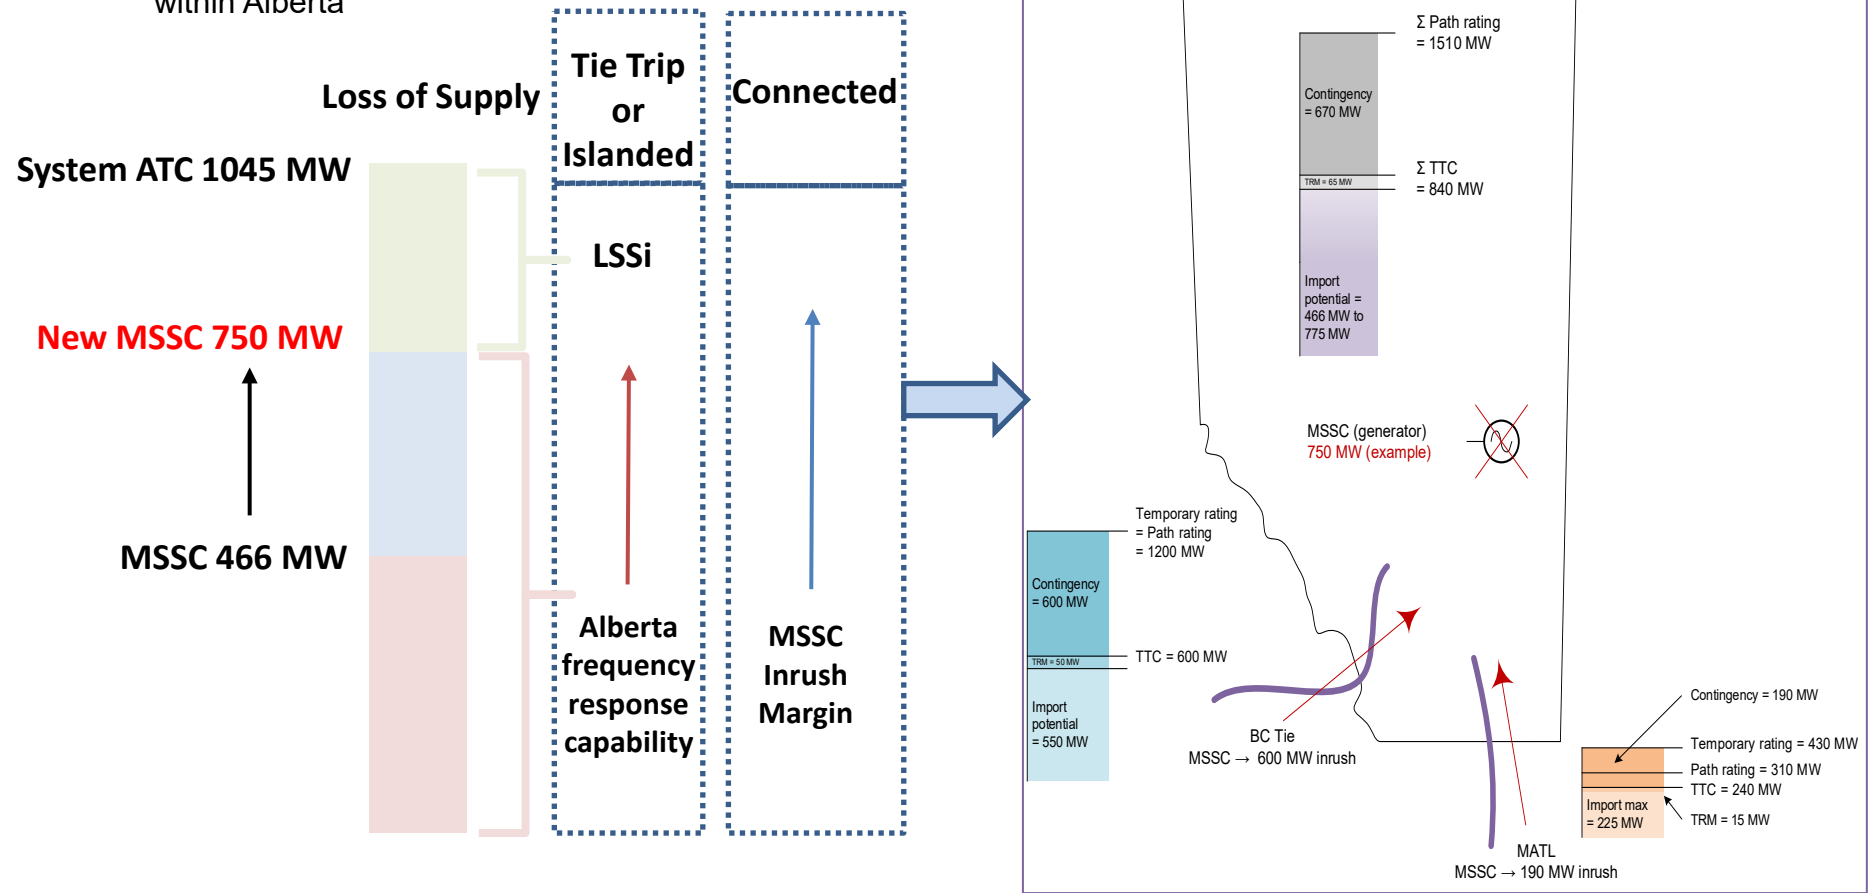 within Alberta
Loss of Supply
Tie Trip
or
Islanded
Connected
System ATC 1045 MW
LSSi
New MSSC 750 MW
MSSC 466 MW
Alberta
frequency
response
capability
MSSC
Inrush
Margin
Σ Path rating
= 1510 MW
Contingency
= 670 MW
Σ TTC
= 840 MW
TRM = 65 MW
Import
potential =
466 MW to
775 MW
MSSC (generator)
750 MW (example)
Temporary rating
= Path rating
= 1200 MW
Contingency
= 600 MW
TTC = 600 MW
TRM = 50 MW
Import
potential
= 550 MW
BC Tie
MSSC → 600 MW inrush
Contingency = 190 MW
Temporary rating = 430 MW
Path rating = 310 MW
TTC = 240 MW
Import max
= 225 MW
TRM = 15 MW
MATL
MSSC → 190 MW inrush